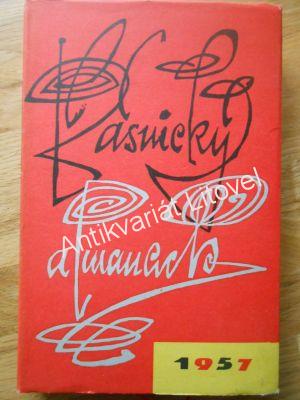 Básnický
Antikvariát Litovel
almanach
1957